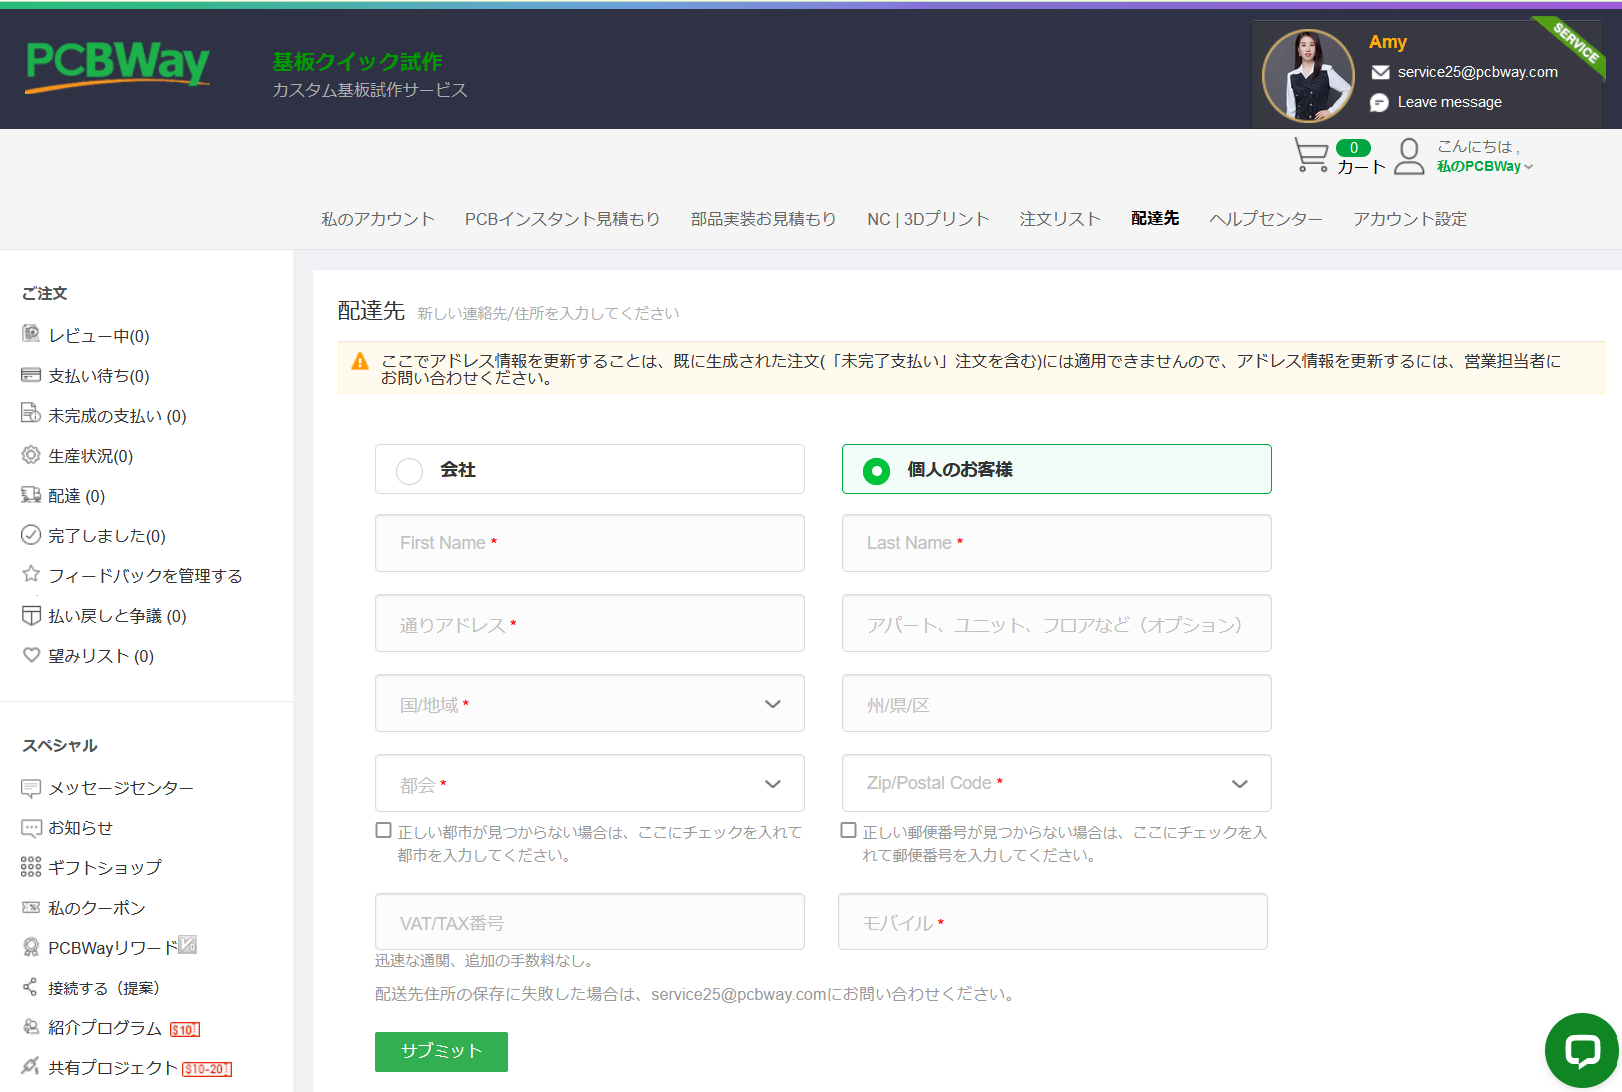 PCBWay
基板クイック試作
カスタム基板試作サービス
Amy
service25@pcbway.com
Leave message
SERVICE
0
カート
こんにちは ,
私のPCBWay
私のアカウント PCBインスタント見積もり 部品実装お見積もり NC | 3Dプリント 注文リスト 配達先 ヘルプセンター アカウント設定
ご注文
レビュー中(0)
支払い待ち(0)
未完成の支払い (0)
生産状況(0)
配達 (0)
完了しました(0)
フィードバックを管理する
払い戻しと争議 (0)
望みリスト (0)
スペシャル
メッセージセンター
お知らせ
ギフトショップ
私のクーポン
PCBWayリワード
接続する（提案）
紹介プログラム $10
共有プロジェクト $10-20
配達先 新しい連絡先/住所を入力してください
ここでアドレス情報を更新することは、既に生成された注文(「未完了支払い」注文を含む)には適用できませんので、アドレス情報を更新するには、営業担当者に
お問い合わせください。
会社 個人のお客様
First Name * Last Name *
通りアドレス * アパート、ユニット、フロアなど（オプション）
国/地域 * 州/県/区
都会 * Zip/Postal Code *
正しい都市が見つからない場合は、ここにチェックを入れて
都市を入力してください。
正しい郵便番号が見つからない場合は、ここにチェックを入
れて郵便番号を入力してください。
VAT/TAX番号 モバイル *
迅速な通関、追加の手数料なし。
配送先住所の保存に失敗した場合は、service25@pcbway.comにお問い合わせください。
サブミット